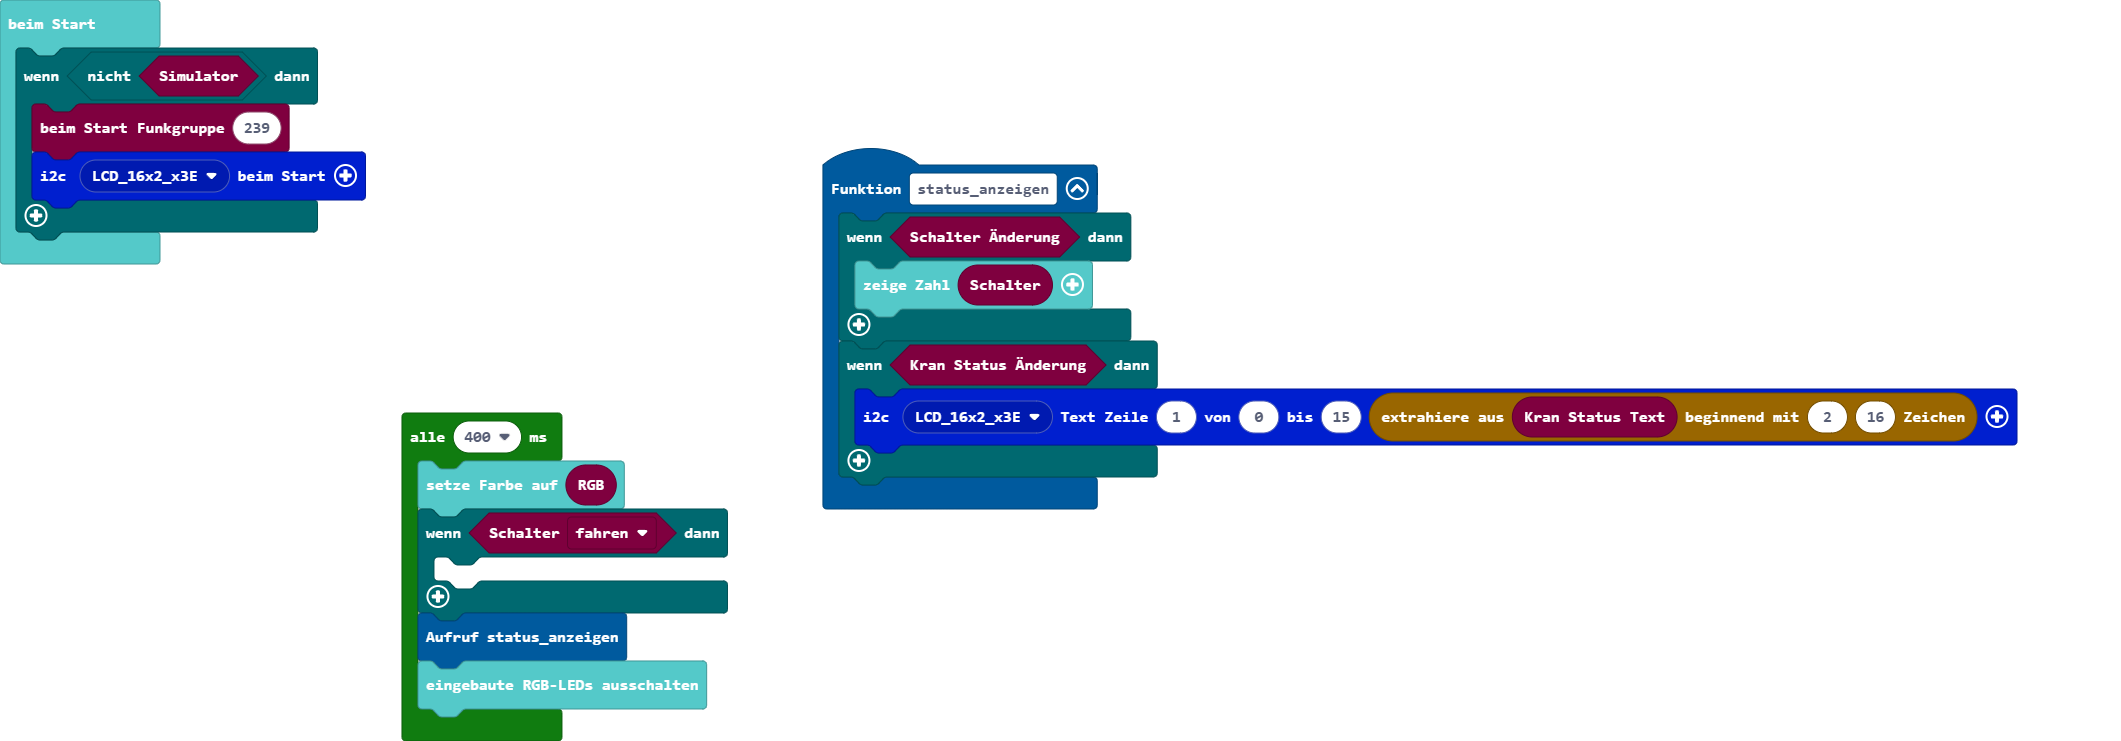 beim Start
wenn nicht Simulator dann
beim Start Funkgruppe 239
i2c LCD_16x2_x3E beim Start
alle 400 ms
setze Farbe auf RGB
wenn Schalter fahren dann
Aufruf status_anzeigen
eingebaute RGB-LEDs ausschalten
Funktion status_anzeigen
wenn Schalter Änderung dann
zeige Zahl Schalter
wenn Kran Status Änderung dann
i2c LCD_16x2_x3E Text Zeile 1 von 0 bis 15 extrahiere aus Kran Status Text beginnend mit 2 16 Zeichen